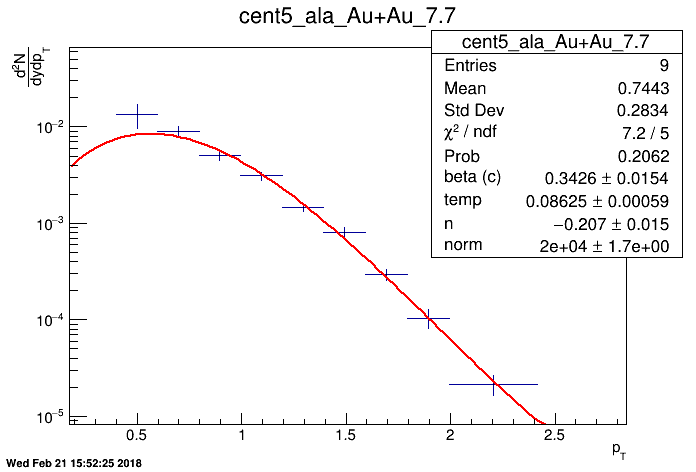 cent5_ala_Au+Au_7.7
cent5_ala_Au+Au_7.7
Entries 9
Mean 0.7443
Std Dev 0.2834
χ² / ndf 7.2 / 5
Prob 0.2062
beta (c) 0.3426 ± 0.0154
temp 0.08625 ± 0.00059
n −0.207 ± 0.015
norm 2e+04 ± 1.7e+00
d²N
dydp_T
10⁻²
10⁻³
10⁻⁴
10⁻⁵
0.5 1 1.5 2 2.5
p_T
Wed Feb 21 15:52:25 2018